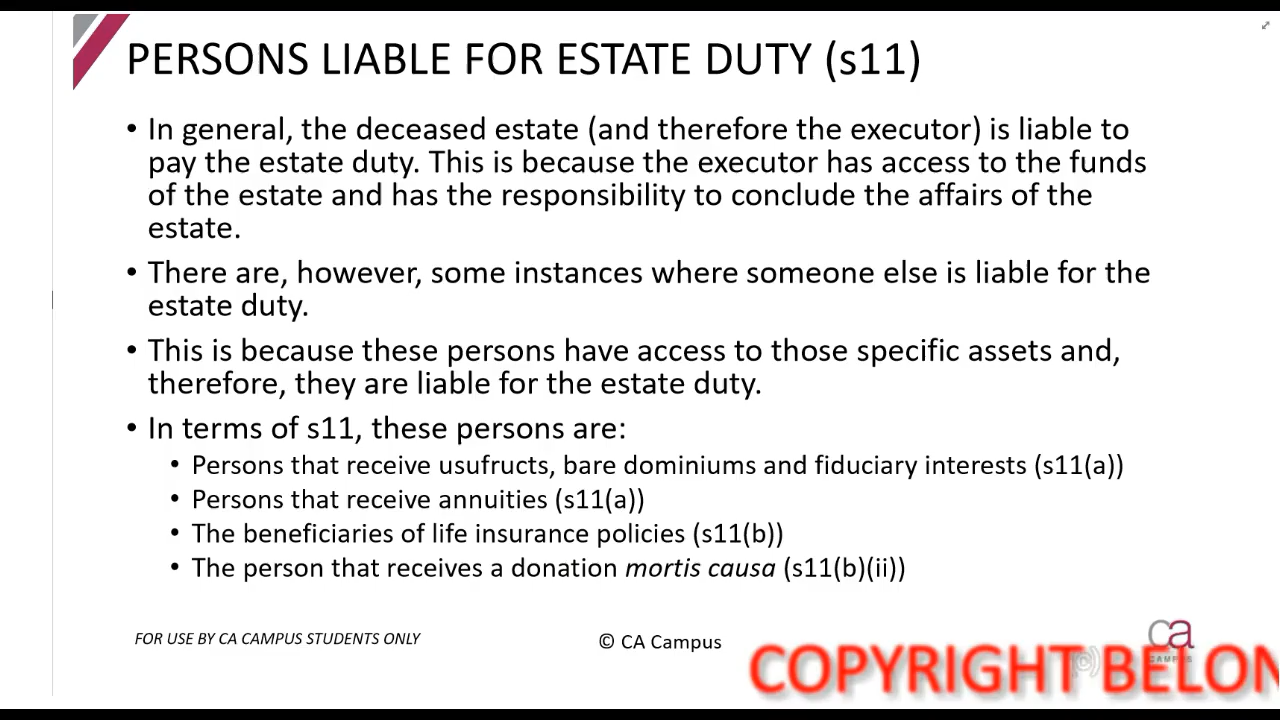 PERSONS LIABLE FOR ESTATE DUTY (s11)
• In general, the deceased estate (and therefore the executor) is liable to
pay the estate duty. This is because the executor has access to the funds
of the estate and has the responsibility to conclude the affairs of the
estate.
• There are, however, some instances where someone else is liable for the
estate duty.
• This is because these persons have access to those specific assets and,
therefore, they are liable for the estate duty.
• In terms of s11, these persons are:
• Persons that receive usufructs, bare dominiums and fiduciary interests (s11(a))
• Persons that receive annuities (s11(a))
• The beneficiaries of life insurance policies (s11(b))
• The person that receives a donation mortis causa (s11(b)(ii))
FOR USE BY CA CAMPUS STUDENTS ONLY
© CA Campus
ca
CAMPUS
(c)
COPYRIGHT BELON